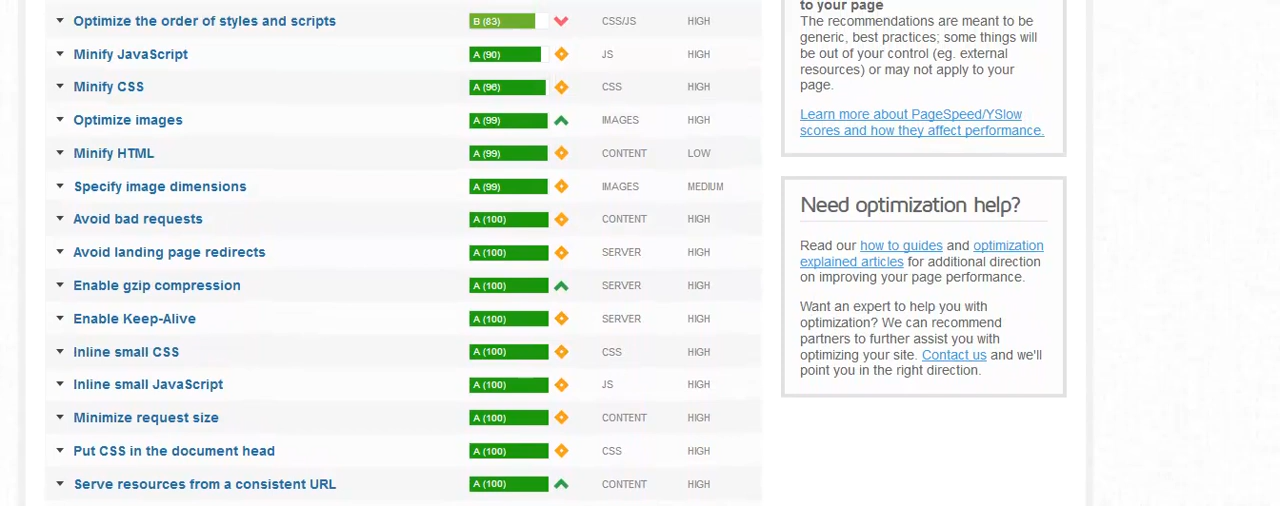 Optimize the order of styles and scripts B (83) CSS/JS HIGH
Minify JavaScript A (90) JS HIGH
Minify CSS A (96) CSS HIGH
Optimize images A (99) IMAGES HIGH
Minify HTML A (99) CONTENT LOW
Specify image dimensions A (99) IMAGES MEDIUM
Avoid bad requests A (100) CONTENT HIGH
Avoid landing page redirects A (100) SERVER HIGH
Enable gzip compression A (100) SERVER HIGH
Enable Keep-Alive A (100) SERVER HIGH
Inline small CSS A (100) CSS HIGH
Inline small JavaScript A (100) JS HIGH
Minimize request size A (100) CONTENT HIGH
Put CSS in the document head A (100) CSS HIGH
Serve resources from a consistent URL A (100) CONTENT HIGH
to your page
The recommendations are meant to be
generic, best practices; some things will
be out of your control (eg. external
resources) or may not apply to your
page.
Learn more about PageSpeed/YSlow
scores and how they affect performance.
Need optimization help?
Read our how to guides and optimization
explained articles for additional direction
on improving your page performance.
Want an expert to help you with
optimization? We can recommend
partners to further assist you with
optimizing your site. Contact us and we'll
point you in the right direction.